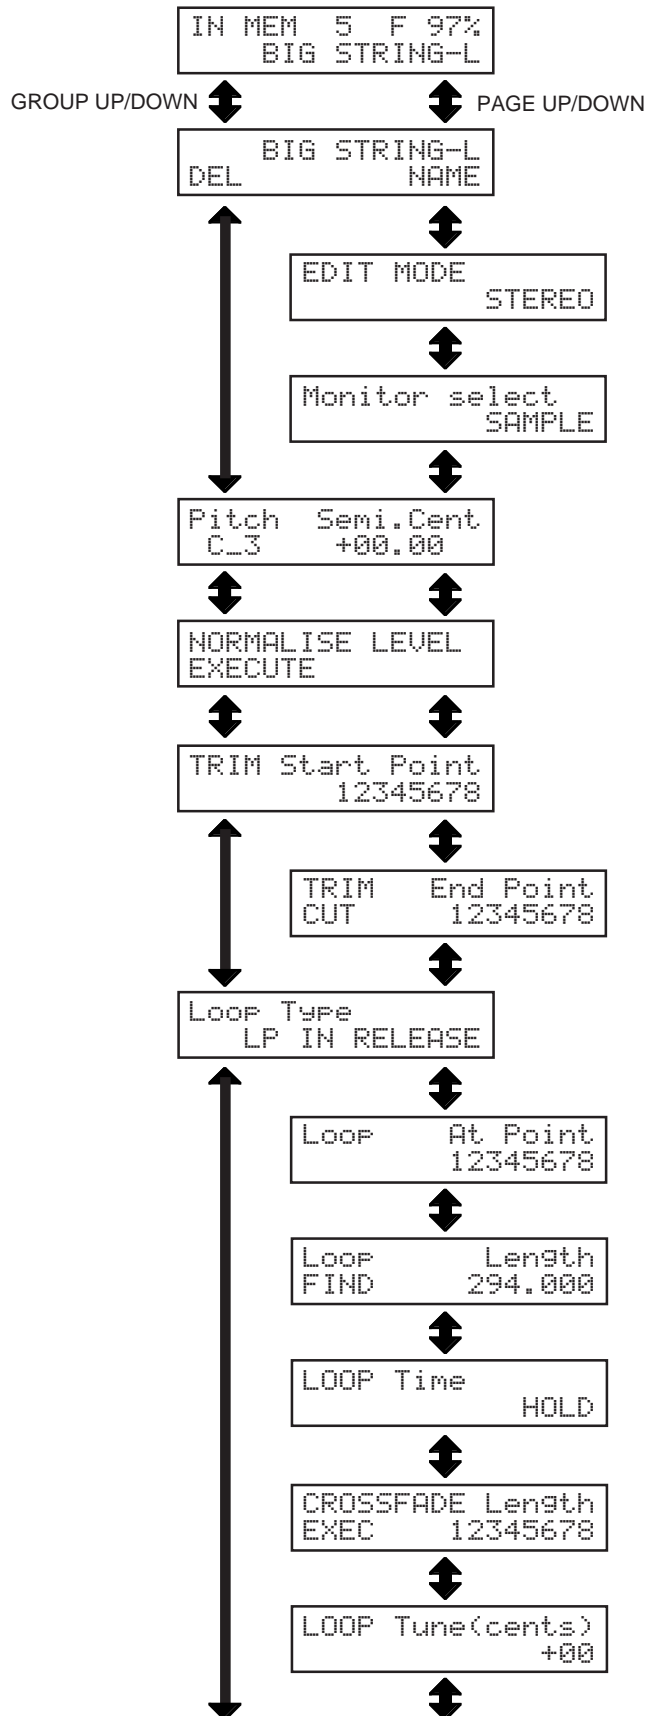 IN MEM 5 F 97%
BIG STRING-L
GROUP UP/DOWN
PAGE UP/DOWN
BIG STRING-L
DEL NAME
EDIT MODE
STEREO
Monitor select
SAMPLE
Pitch Semi.Cent
C_3 +00.00
NORMALISE LEVEL
EXECUTE
TRIM Start Point
12345678
TRIM End Point
CUT 12345678
Loop Type
LP IN RELEASE
Loop At Point
12345678
Loop Length
FIND 294.000
LOOP Time
HOLD
CROSSFADE Length
EXEC 12345678
LOOP Tune(cents)
+00